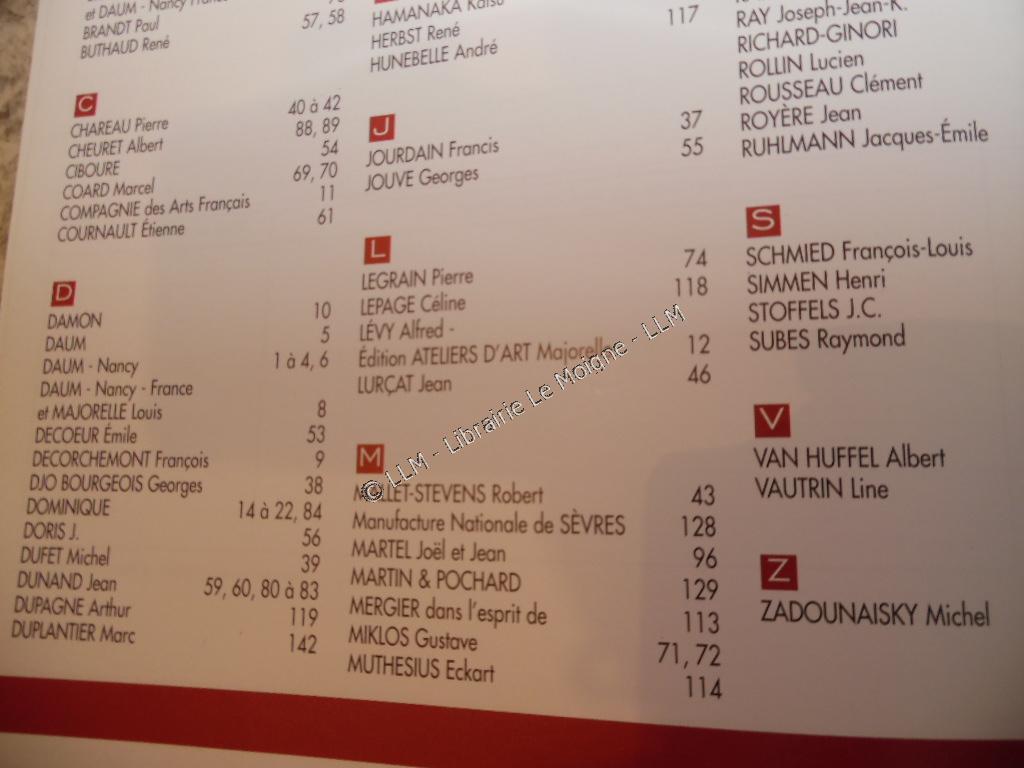 et DAUM - Nancy
BRANDT Paul 57, 58
BUTHAUD René
C
CHAREAU Pierre 40 à 42
CHEURET Albert 88, 89
CIBOURE 54
COARD Marcel 69, 70
COMPAGNIE des Arts Français 11
COURNAULT Étienne 61
D
DAMON 10
DAUM 5
DAUM - Nancy 1 à 4, 6
DAUM - Nancy - France
et MAJORELLE Louis 8
DECOEUR Émile 53
DECORCHEMONT François 9
DJO BOURGEOIS Georges 38
DOMINIQUE 14 à 22, 84
DORIS J. 56
DUFET Michel 39
DUNAND Jean 59, 60, 80 à 83
DUPAGNE Arthur 119
DUPLANTIER Marc 142
HAMANAKA Katsu
HERBST René 117
HUNEBELLE André
J
JOURDAIN Francis 37
JOUVE Georges 55
L
LEGRAIN Pierre 74
LEPAGE Céline 118
LÉVY Alfred -
Édition ATELIERS D'ART Majorelle 12
LURÇAT Jean 46
M
MALLET-STEVENS Robert 43
Manufacture Nationale de SÈVRES 128
MARTEL Joël et Jean 96
MARTIN & POCHARD 129
MERGIER dans l'esprit de 113
MIKLOS Gustave 71, 72
MUTHESIUS Eckart 114
RAY Joseph-Jean-K.
RICHARD-GINORI
ROLLIN Lucien
ROUSSEAU Clément
ROYÈRE Jean
RUHLMANN Jacques-Émile
S
SCHMIED François-Louis
SIMMEN Henri
STOFFELS J.C.
SUBES Raymond
V
VAN HUFFEL Albert
VAUTRIN Line
Z
ZADOUNAISKY Michel
© LLM - Librairie Le Moigne - LLM